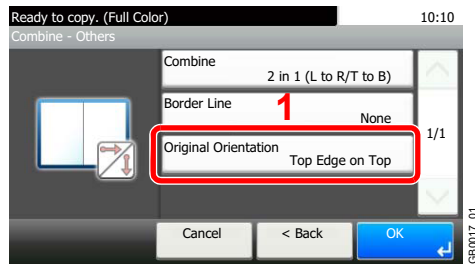 Ready to copy. (Full Color) 10:10
Combine - Others
Combine
2 in 1 (L to R/T to B)
Border Line
1
None
1/1
Original Orientation
Top Edge on Top
Cancel < Back OK
GB0017_01